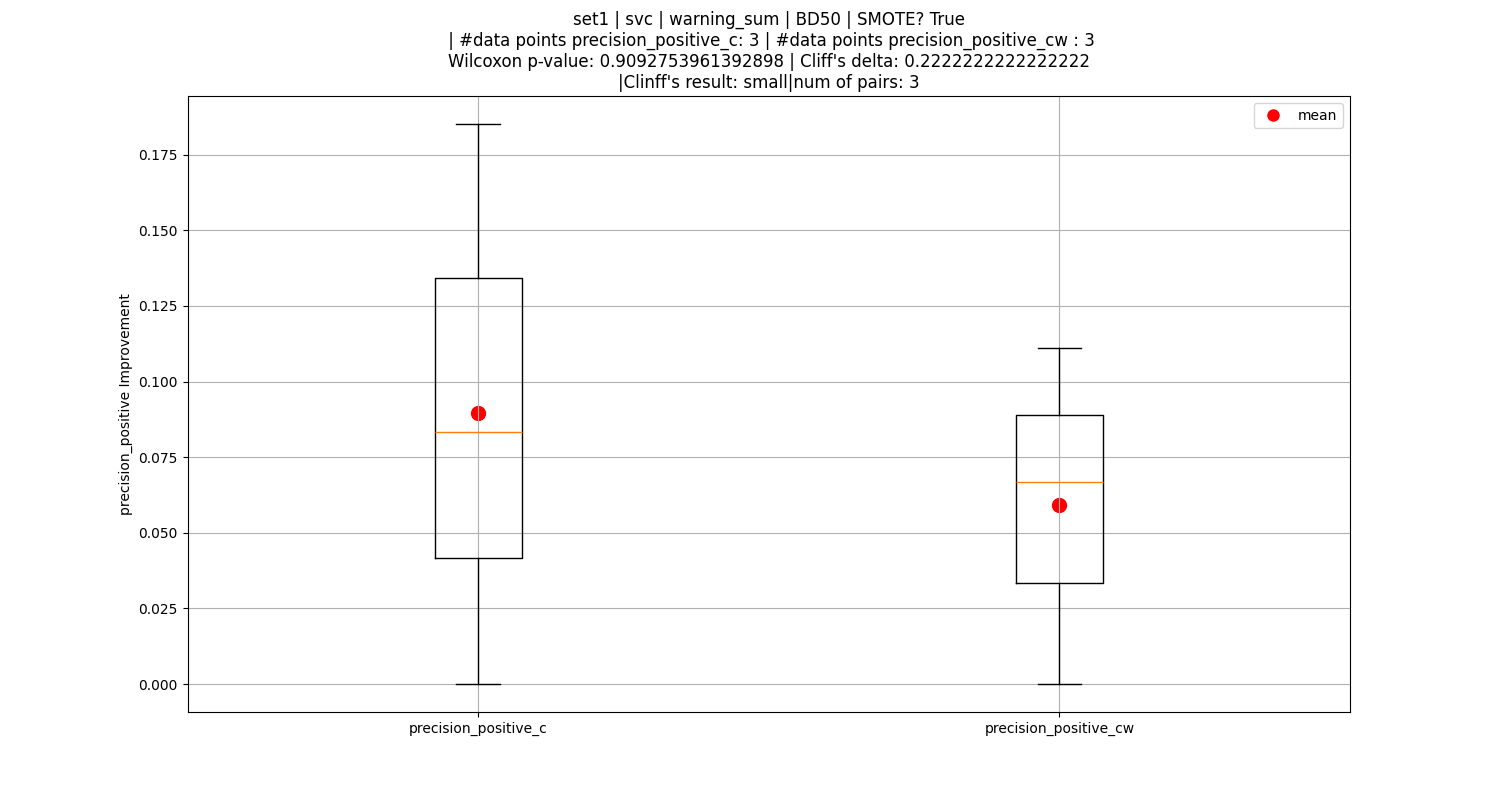 set1 | svc | warning_sum | BD50 | SMOTE? True
| #data points precision_positive_c: 3 | #data points precision_positive_cw : 3
Wilcoxon p-value: 0.9092753961392898 | Cliff's delta: 0.2222222222222222
|Clinff's result: small|num of pairs: 3
mean
0.175
0.150
0.125
0.100
0.075
0.050
0.025
0.000
precision_positive Improvement
precision_positive_c
precision_positive_cw